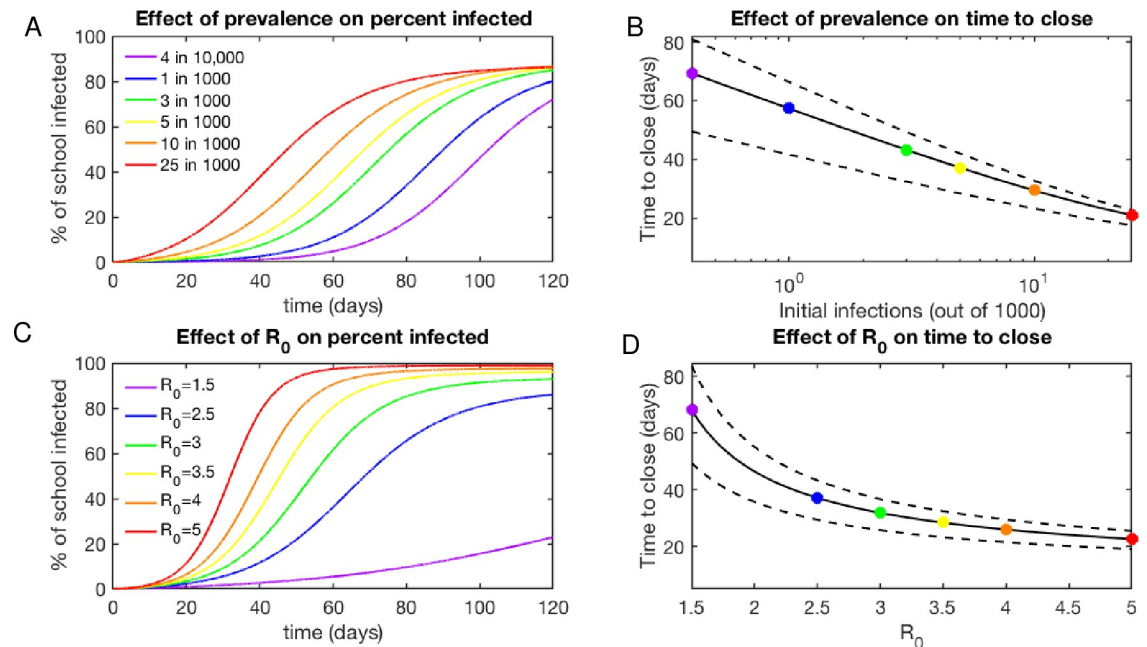 A
Effect of prevalence on percent infected
% of school infected
100
80
60
40
20
0
4 in 10,000
1 in 1000
3 in 1000
5 in 1000
10 in 1000
25 in 1000
0 20 40 60 80 100 120
time (days)
B
Effect of prevalence on time to close
Time to close (days)
80
60
40
20
10⁰ 10¹
Initial infections (out of 1000)
C
Effect of R₀ on percent infected
% of school infected
100
80
60
40
20
0
R₀=1.5
R₀=2.5
R₀=3
R₀=3.5
R₀=4
R₀=5
0 20 40 60 80 100 120
time (days)
D
Effect of R₀ on time to close
Time to close (days)
80
60
40
20
1.5 2 2.5 3 3.5 4 4.5 5
R₀